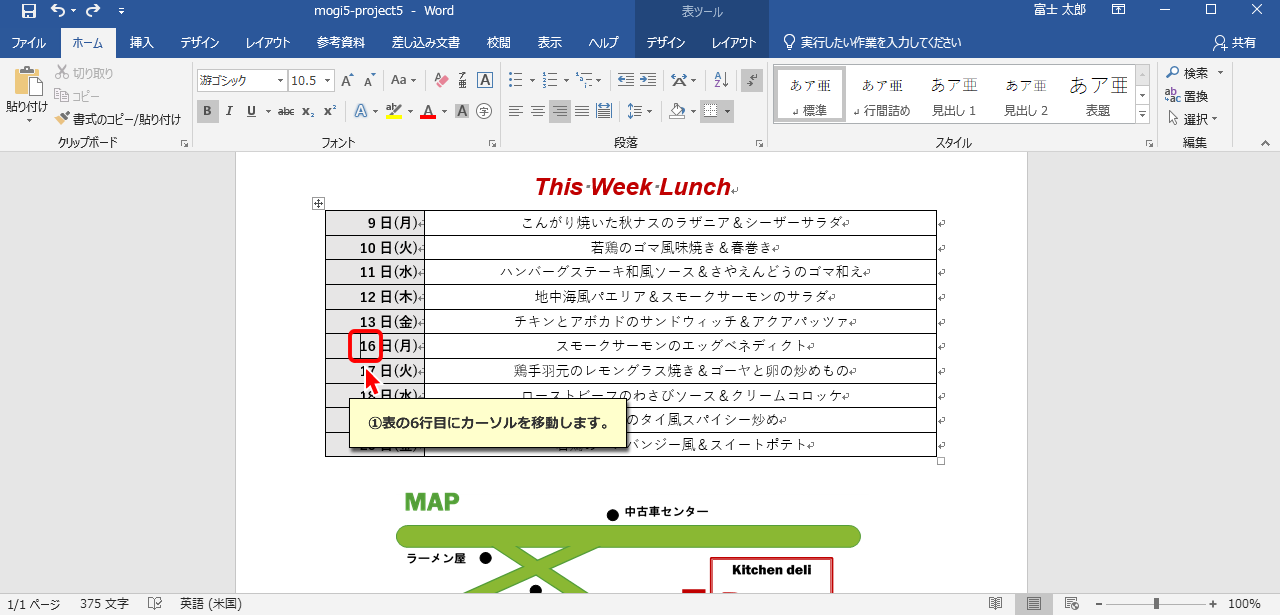 mogi5-project5 - Word
表ツール
富士 太郎
ファイル ホーム 挿入 デザイン レイアウト 参考資料 差し込み文書 校閲 表示 ヘルプ デザイン レイアウト 実行したい作業を入力してください 共有
貼り付け
切り取り
コピー
書式のコピー/貼り付け
クリップボード
游ゴシック 10.5
フォント
段落
あア亜 あア亜 あア亜 あア亜 あア亜
標準 行間詰め 見出し 1 見出し 2 表題
スタイル
検索
置換
選択
編集
This Week Lunch
9 日(月) こんがり焼いた秋ナスのラザニア＆シーザーサラダ
10 日(火) 若鶏のゴマ風味焼き＆春巻き
11 日(水) ハンバーグステーキ和風ソース＆さやえんどうのゴマ和え
12 日(木) 地中海風パエリア＆スモークサーモンのサラダ
13 日(金) チキンとアボカドのサンドウィッチ＆アクアパッツァ
16 日(月) スモークサーモンのエッグベネディクト
17 日(火) 鶏手羽元のレモングラス焼き＆ゴーヤと卵の炒めもの
18 日(水) ローストビーフのわさびソース＆クリームコロッケ
のタイ風スパイシー炒め
バンジー風＆スイートポテト
①表の6行目にカーソルを移動します。
MAP
中古車センター
ラーメン屋
Kitchen deli
1/1 ページ 375 文字 英語 (米国) 100%